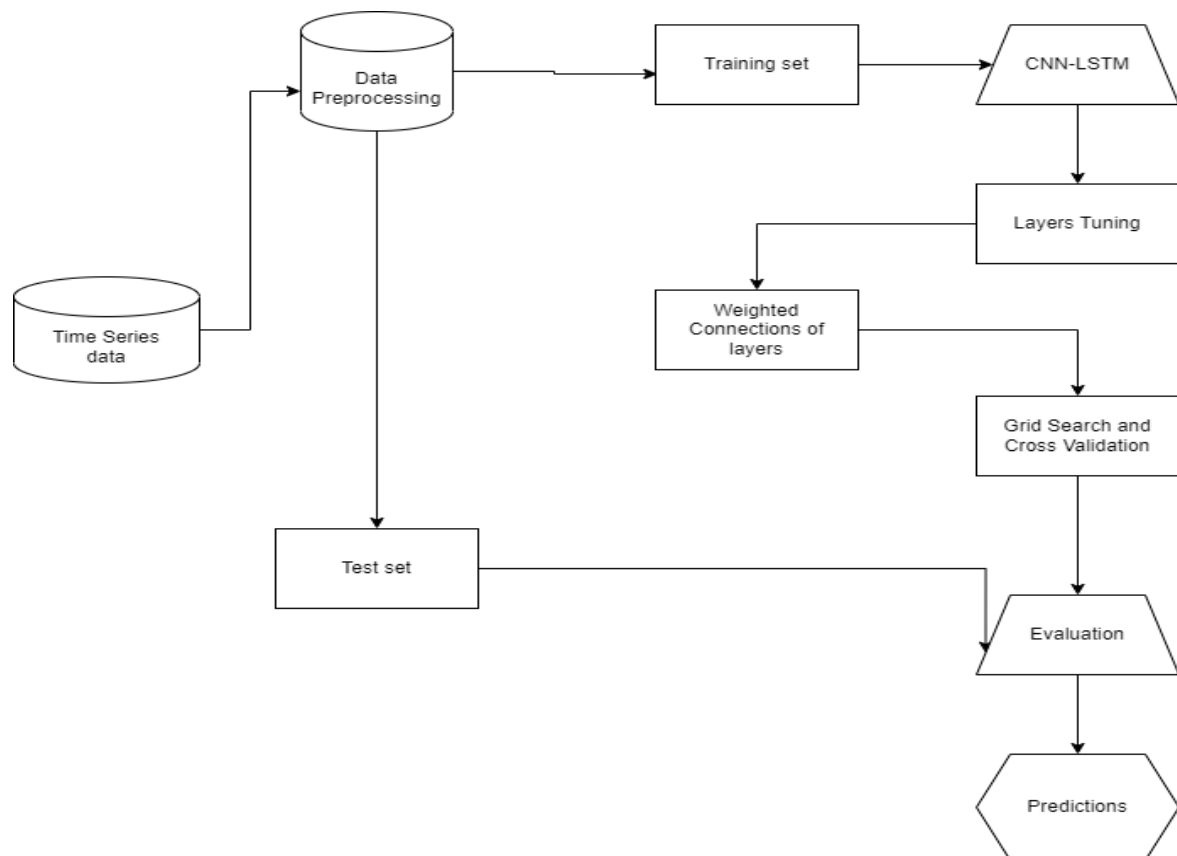 Data
Preprocessing
Training set
CNN-LSTM
Layers Tuning
Time Series
data
Weighted
Connections of
layers
Grid Search and
Cross Validation
Test set
Evaluation
Predictions